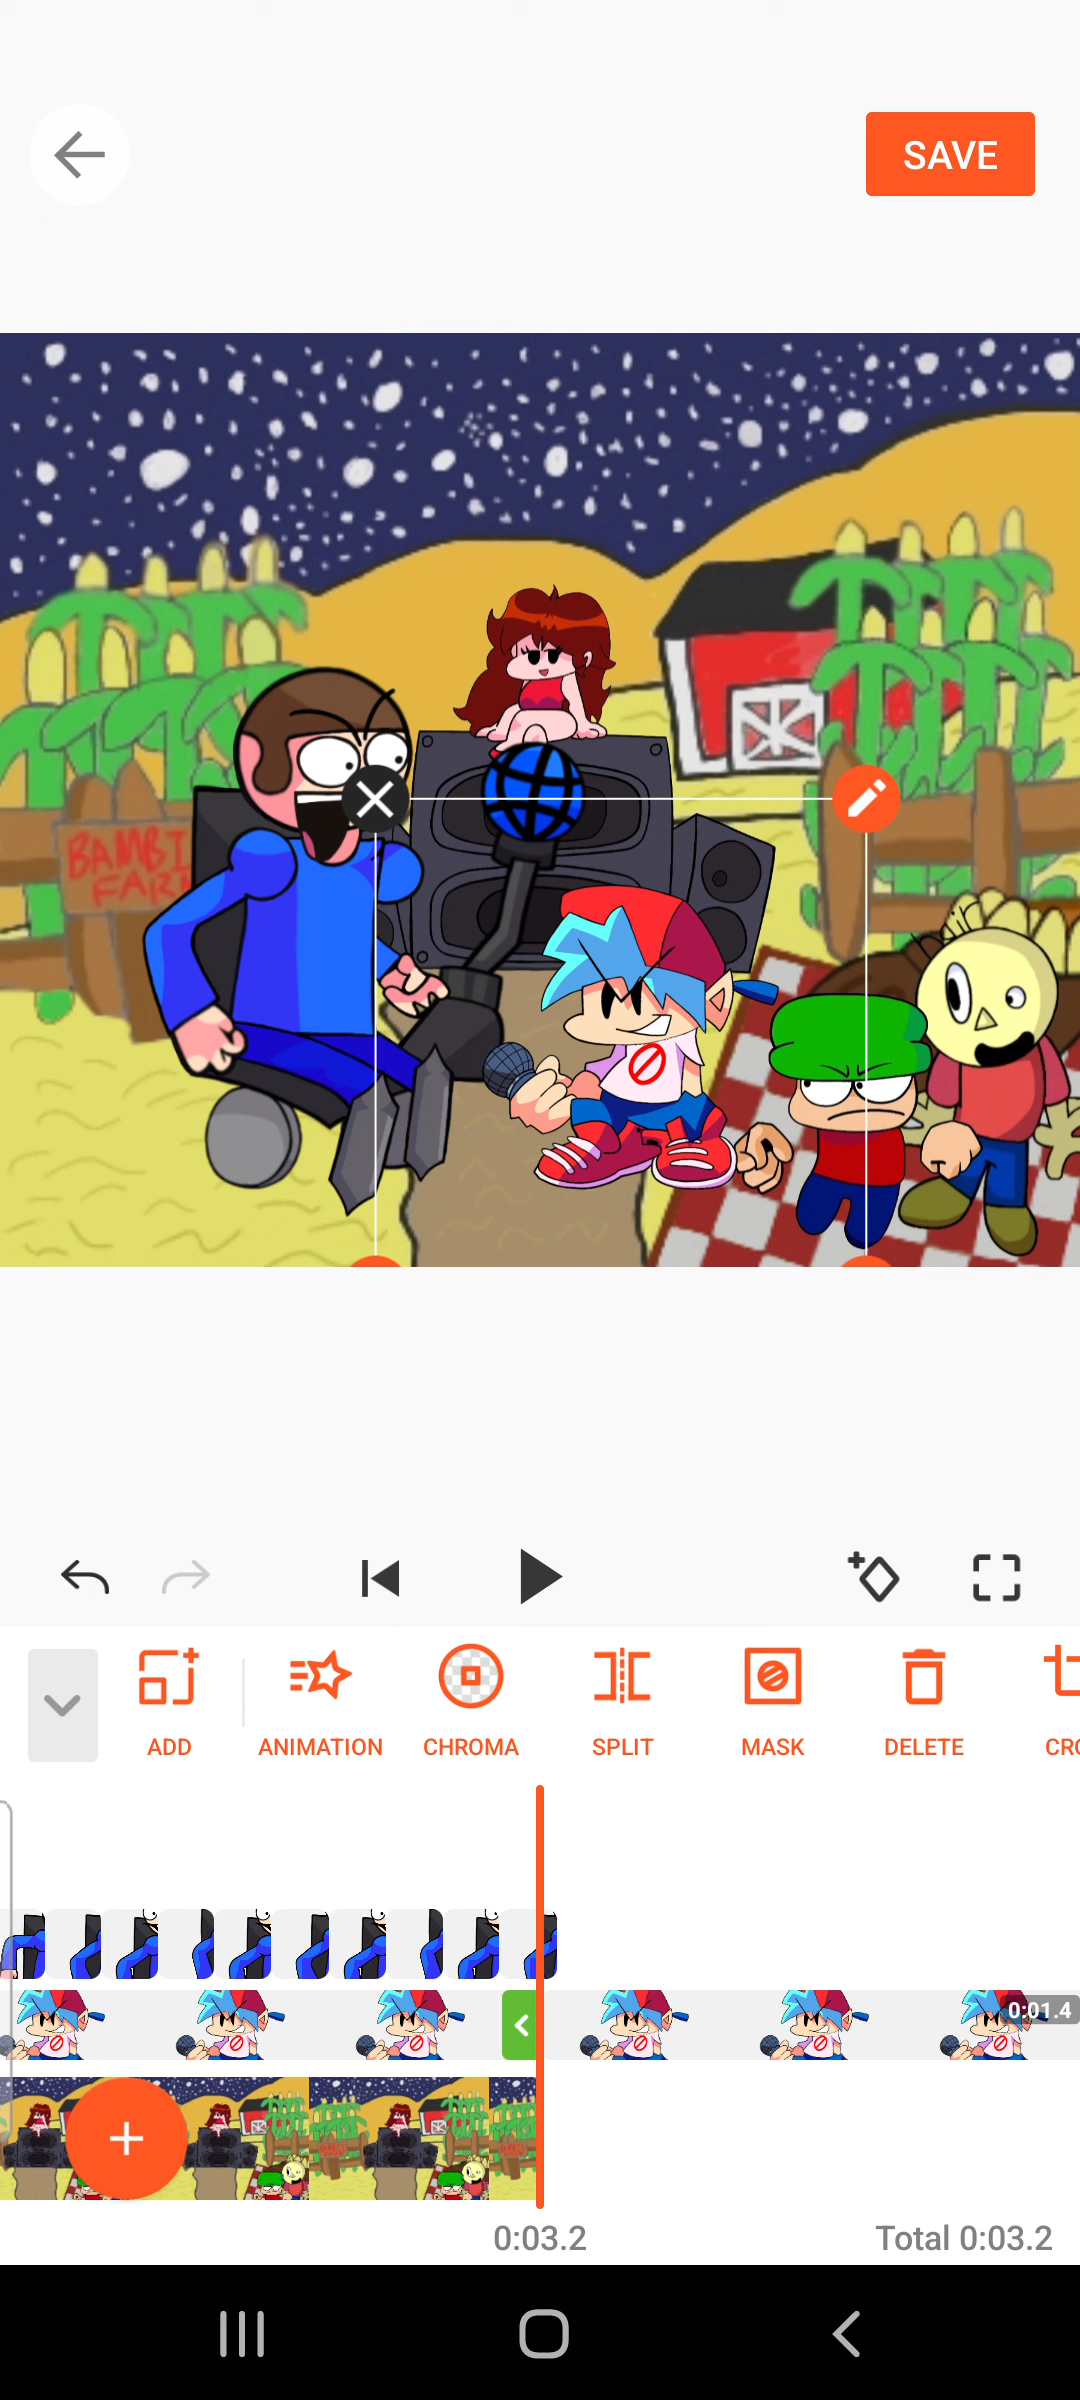 SAVE
BAMBI
FAR
ADD
ANIMATION
CHROMA
SPLIT
MASK
DELETE
CRO
0:01.4
0:03.2
Total 0:03.2